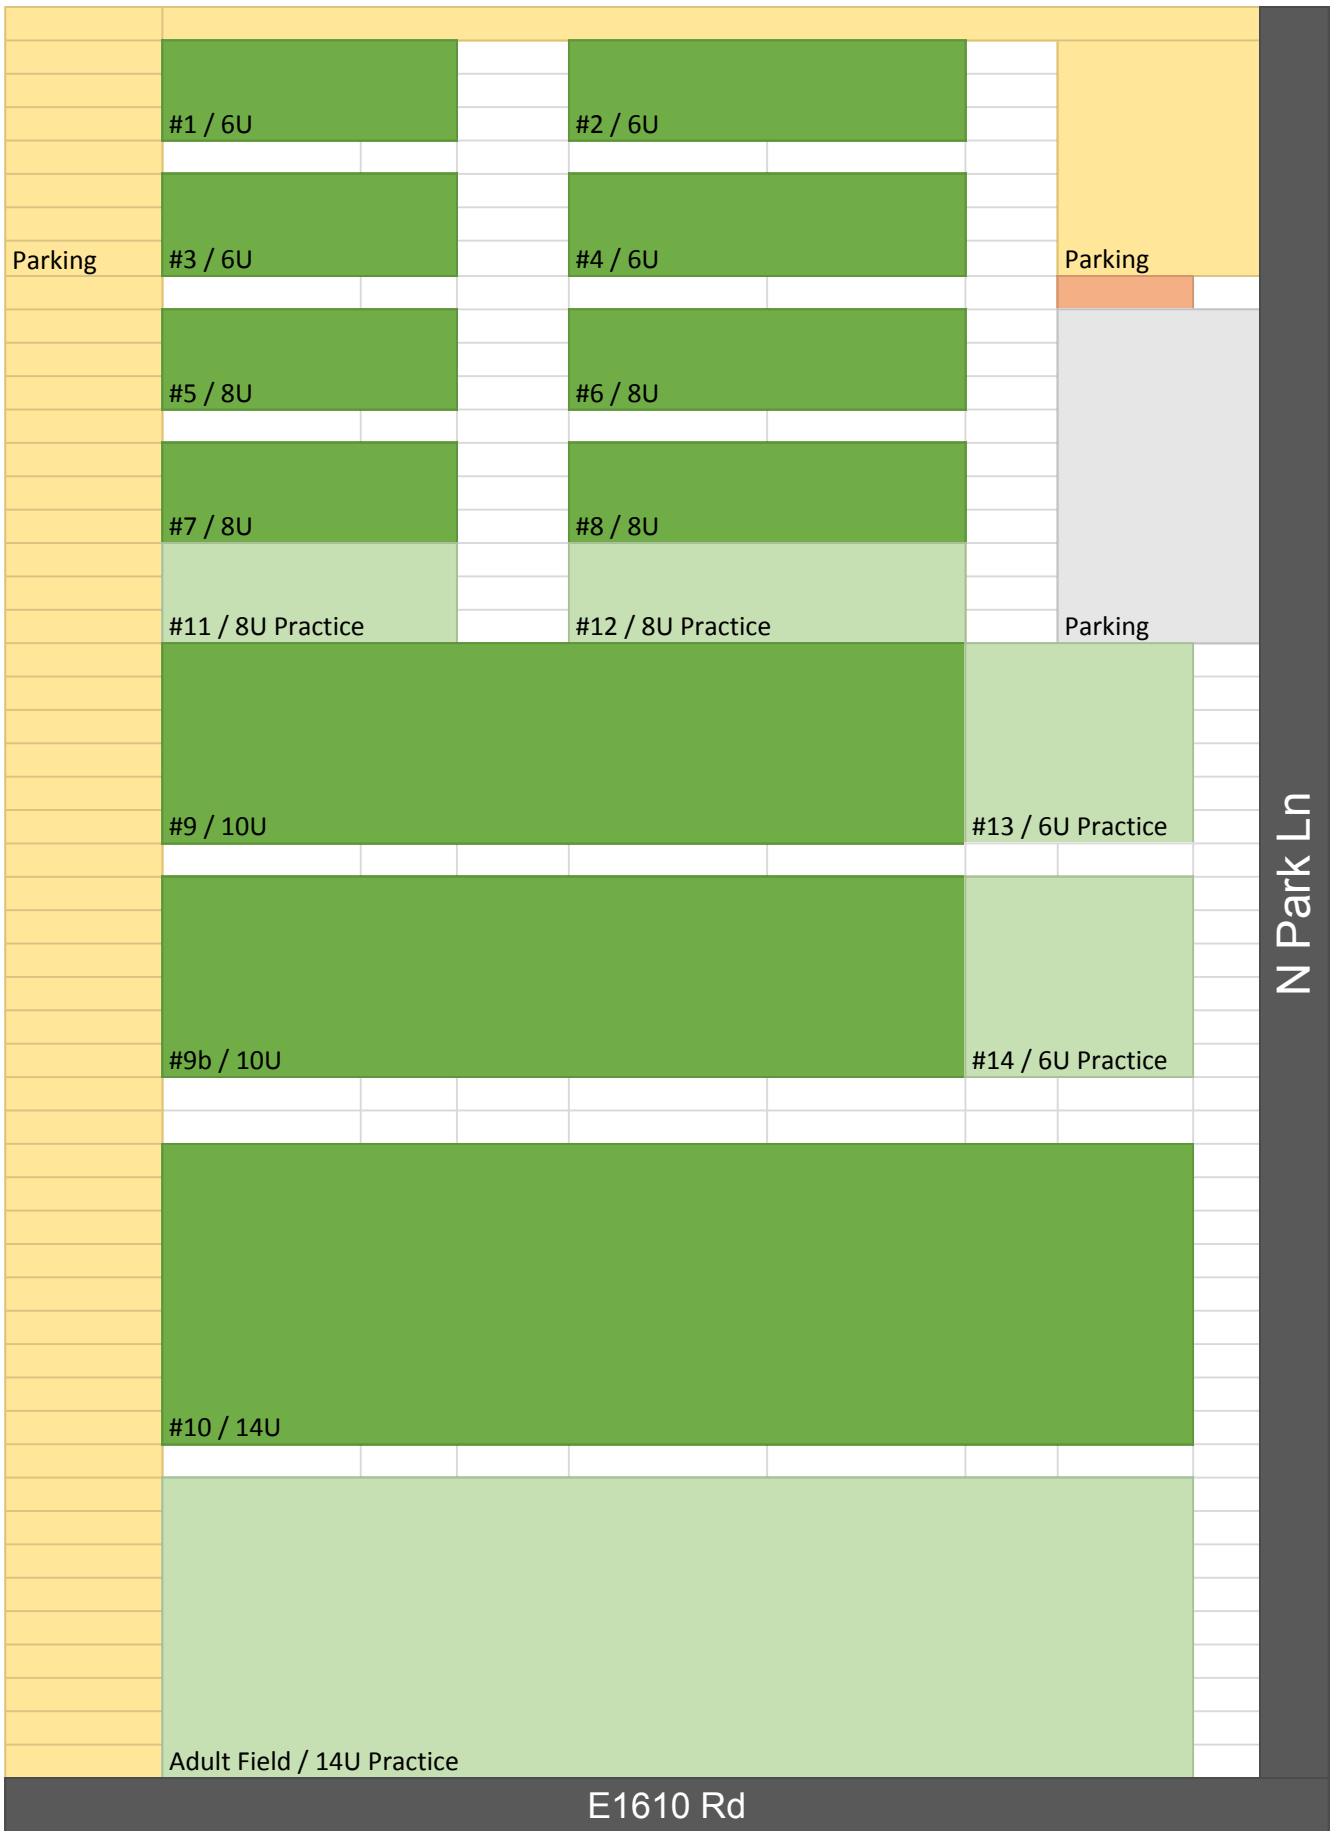 #1 / 6U
#2 / 6U
Parking
#3 / 6U
#4 / 6U
Parking
#5 / 8U
#6 / 8U
#7 / 8U
#8 / 8U
#11 / 8U Practice
#12 / 8U Practice
Parking
#9 / 10U
#13 / 6U Practice
N Park Ln
#9b / 10U
#14 / 6U Practice
#10 / 14U
Adult Field / 14U Practice
E1610 Rd